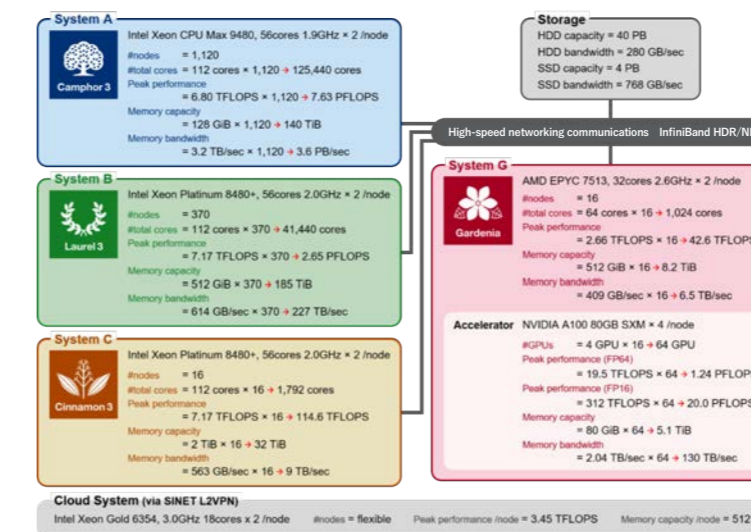 System A
Camphor 3
Intel Xeon CPU Max 9480, 56cores 1.9GHz × 2 /node
#nodes = 1,120
#total cores = 112 cores × 1,120 → 125,440 cores
Peak performance
= 6.80 TFLOPS × 1,120 → 7.63 PFLOPS
Memory capacity
= 128 GiB × 1,120 → 140 TiB
Memory bandwidth
= 3.2 TB/sec × 1,120 → 3.6 PB/sec
System B
Laurel 3
Intel Xeon Platinum 8480+, 56cores 2.0GHz × 2 /node
#nodes = 370
#total cores = 112 cores × 370 → 41,440 cores
Peak performance
= 7.17 TFLOPS × 370 → 2.65 PFLOPS
Memory capacity
= 512 GiB × 370 → 185 TiB
Memory bandwidth
= 614 GB/sec × 370 → 227 TB/sec
System C
Cinnamon 3
Intel Xeon Platinum 8480+, 56cores 2.0GHz × 2 /node
#nodes = 16
#total cores = 112 cores × 16 → 1,792 cores
Peak performance
= 7.17 TFLOPS × 16 → 114.6 TFLOPS
Memory capacity
= 2 TiB × 16 → 32 TiB
Memory bandwidth
= 563 GB/sec × 16 → 9 TB/sec
Storage
HDD capacity = 40 PB
HDD bandwidth = 280 GB/sec
SSD capacity = 4 PB
SSD bandwidth = 768 GB/sec
High-speed networking communications InfiniBand HDR/
System G
Gardenia
AMD EPYC 7513, 32cores 2.6GHz × 2 /node
#nodes = 16
#total cores = 64 cores × 16 → 1,024 cores
Peak performance
= 2.66 TFLOPS × 16 → 42.6 TFLOPS
Memory capacity
= 512 GiB × 16 → 8.2 TiB
Memory bandwidth
= 409 GB/sec × 16 → 6.5 TB/sec
Accelerator NVIDIA A100 80GB SXM × 4 /node
#GPUs = 4 GPU × 16 → 64 GPU
Peak performance (FP64)
= 19.5 TFLOPS × 64 → 1.24 PFLOPS
Peak performance (FP16)
= 312 TFLOPS × 64 → 20.0 PFLOPS
Memory capacity
= 80 GiB × 64 → 5.1 TiB
Memory bandwidth
= 2.04 TB/sec × 64 → 130 TB/sec
Cloud System (via SINET L2VPN)
Intel Xeon Gold 6354, 3.0GHz 18cores x 2 /node #nodes = flexible Peak performance /node = 3.45 TFLOPS Memory capacity /node = 512